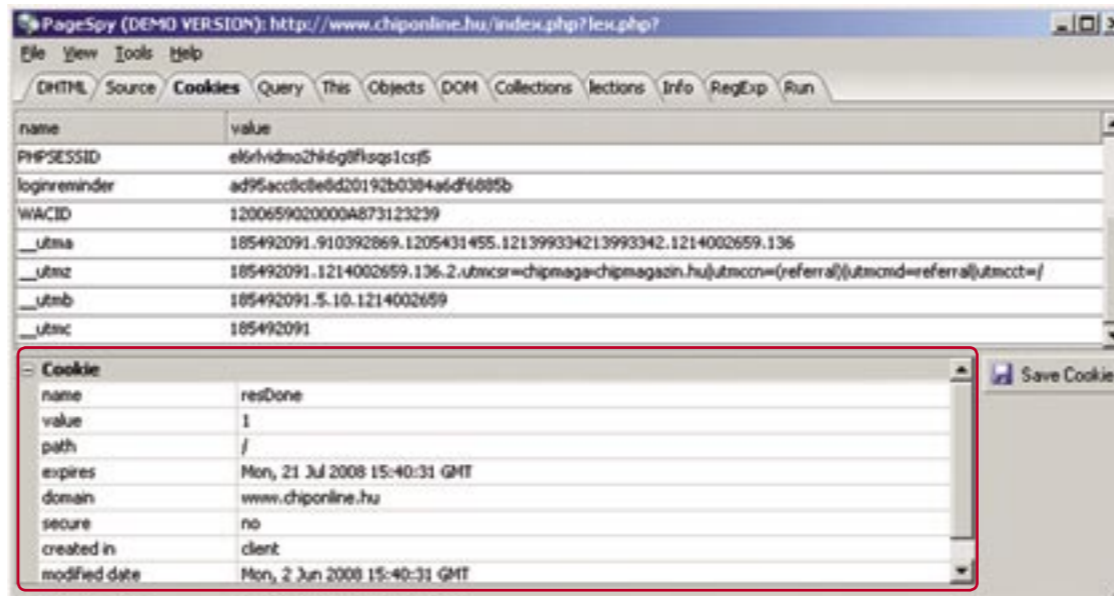 PageSpy (DEMO VERSION): http://www.chiponline.hu/index.php?lex.php?
File View Tools Help
DHTML Source Cookies Query This Objects DOM Collections lections Info RegExp Run
name value
PHPSESSID
loginreminder ad95acc8c8e8d20192b0384a6df6885b
WACID 1200659020000A873123239
__utma 185492091.910392869.1205431455.121399334213993342.1214002659.136
__utmz 185492091.1214002659.136.2.utmcsr=chipmaga=chipmagazin.hu|utmccn=(referral)|utmcmd=referral|utmcct=/
__utmb 185492091.5.10.1214002659
__utmc 185492091
Cookie
Save Cookie
name resDone
value 1
path /
expires Mon, 21 Jul 2008 15:40:31 GMT
domain www.chiponline.hu
secure no
created in client
modified date Mon, 2 Jun 2008 15:40:31 GMT